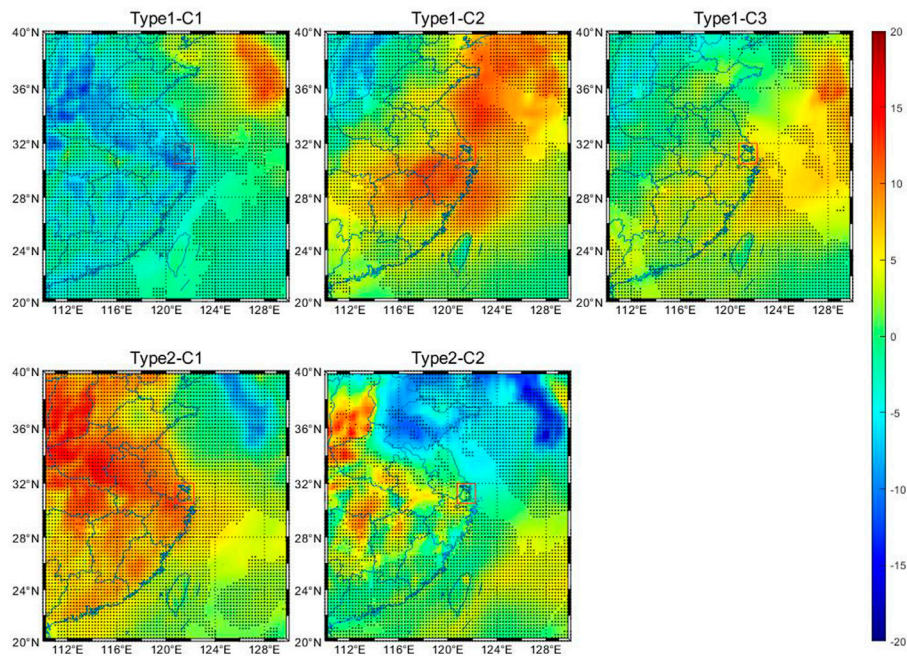 Type1-C1 Type1-C2 Type1-C3
40°N 40°N 40°N 20
36°N 36°N 36°N 15
32°N 32°N 32°N 10
28°N 28°N 28°N
24°N 24°N 24°N 5
20°N 20°N 20°N
112°E 116°E 120°E 124°E 128°E 112°E 116°E 120°E 124°E 128°E 112°E 116°E 120°E 124°E 128°E
0
Type2-C1 Type2-C2
40°N 40°N
36°N 36°N -5
32°N 32°N -10
28°N 28°N
24°N 24°N -15
20°N 20°N -20
112°E 116°E 120°E 124°E 128°E 112°E 116°E 120°E 124°E 128°E